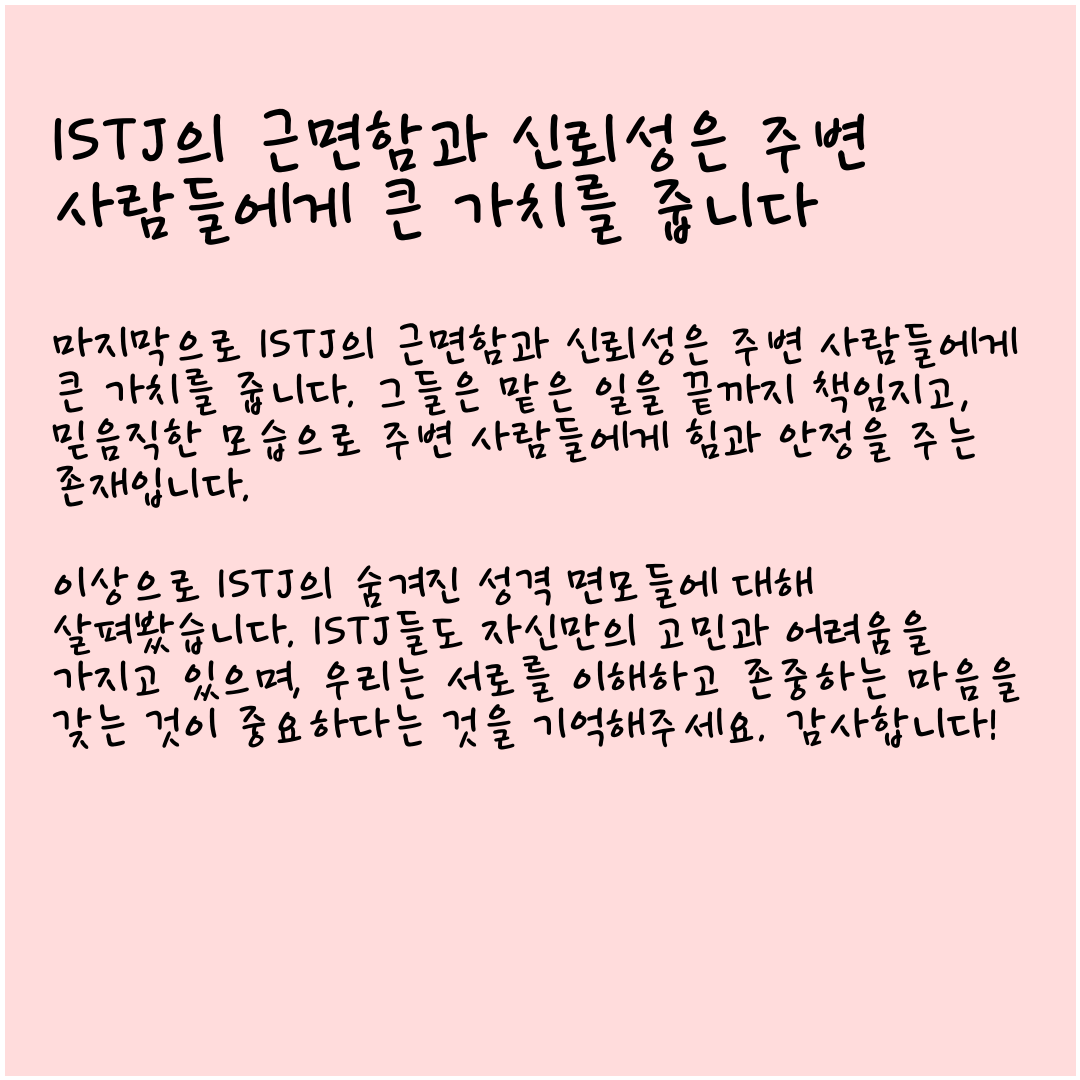 ISTJ의 근면함과 신뢰성은 주변
사람들에게 큰 가치를 줍니다
마지막으로 ISTJ의 근면함과 신뢰성은 주변 사람들에게
큰 가치를 줍니다. 그들은 맡은 일을 끝까지 책임지고,
믿음직한 모습으로 주변 사람들에게 힘과 안정을 주는
존재입니다.
이상으로 ISTJ의 숨겨진 성격 면모들에 대해
살펴봤습니다. ISTJ들도 자신만의 고민과 어려움을
가지고 있으며, 우리는 서로를 이해하고 존중하는 마음을
갖는 것이 중요하다는 것을 기억해주세요. 감사합니다!